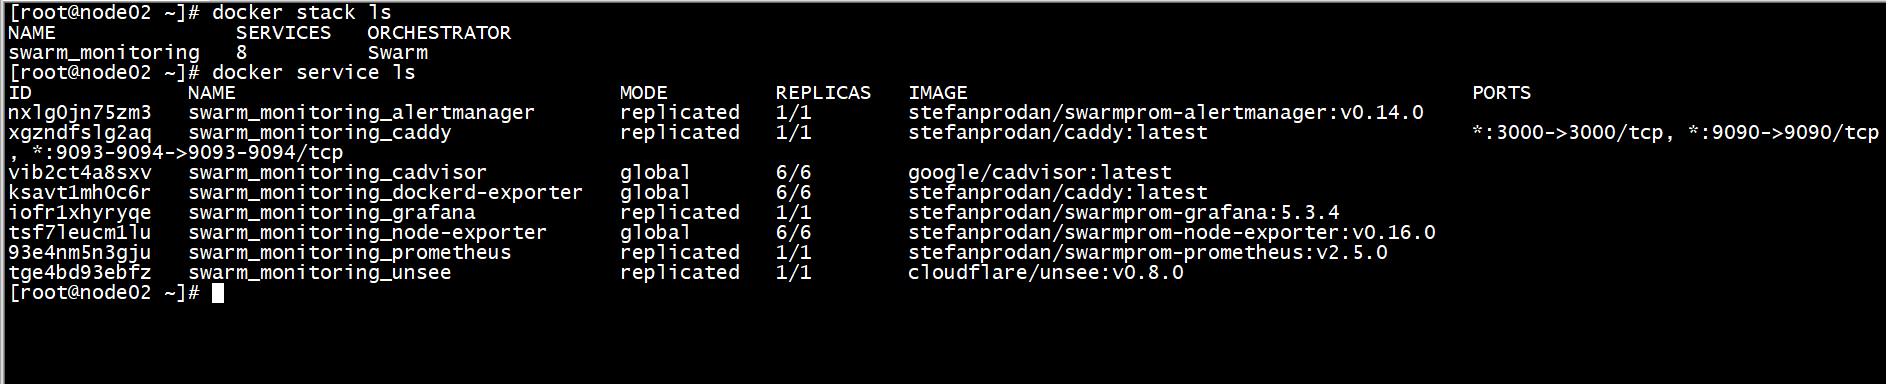 [root@node02 ~]# docker stack ls
NAME               SERVICES   ORCHESTRATOR
swarm_monitoring   8          Swarm
[root@node02 ~]# docker service ls
ID             NAME                                MODE         REPLICAS   IMAGE                                          PORTS
nxlg0jn75zm3   swarm_monitoring_alertmanager       replicated   1/1        stefanprodan/swarmprom-alertmanager:v0.14.0
xgzndfslg2aq   swarm_monitoring_caddy              replicated   1/1        stefanprodan/caddy:latest                      *:3000->3000/tcp, *:9090->9090/tcp
, *:9093-9094->9093-9094/tcp
vib2ct4a8sxv   swarm_monitoring_cadvisor           global       6/6        google/cadvisor:latest
ksavt1mh0c6r   swarm_monitoring_dockerd-exporter   global       6/6        stefanprodan/caddy:latest
iofr1xhyryqe   swarm_monitoring_grafana            replicated   1/1        stefanprodan/swarmprom-grafana:5.3.4
tsf7leucm1lu   swarm_monitoring_node-exporter      global       6/6        stefanprodan/swarmprom-node-exporter:v0.16.0
93e4nm5n3gju   swarm_monitoring_prometheus         replicated   1/1        stefanprodan/swarmprom-prometheus:v2.5.0
tge4bd93ebfz   swarm_monitoring_unsee              replicated   1/1        cloudflare/unsee:v0.8.0
[root@node02 ~]#